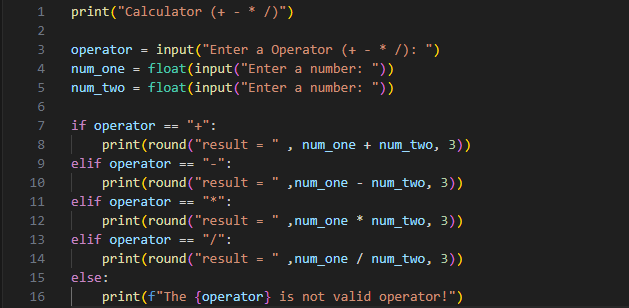 1 print("Calculator (+ - * /)")
2
3 operator = input("Enter a Operator (+ - * /): ")
4 num_one = float(input("Enter a number: "))
5 num_two = float(input("Enter a number: "))
6
7 if operator == "+":
8     print(round("result = " , num_one + num_two, 3))
9 elif operator == "-":
10     print(round("result = " ,num_one - num_two, 3))
11 elif operator == "*":
12     print(round("result = " ,num_one * num_two, 3))
13 elif operator == "/":
14     print(round("result = " ,num_one / num_two, 3))
15 else:
16     print(f"The {operator} is not valid operator!")